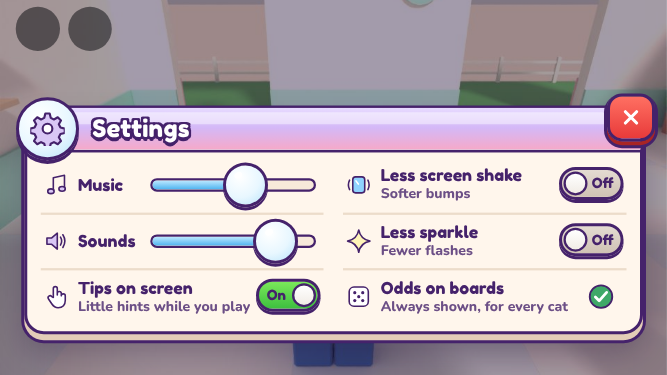 Settings
Music
Sounds
Tips on screen
Little hints while you play
On
Less screen shake
Softer bumps
Off
Less sparkle
Fewer flashes
Off
Odds on boards
Always shown, for every cat